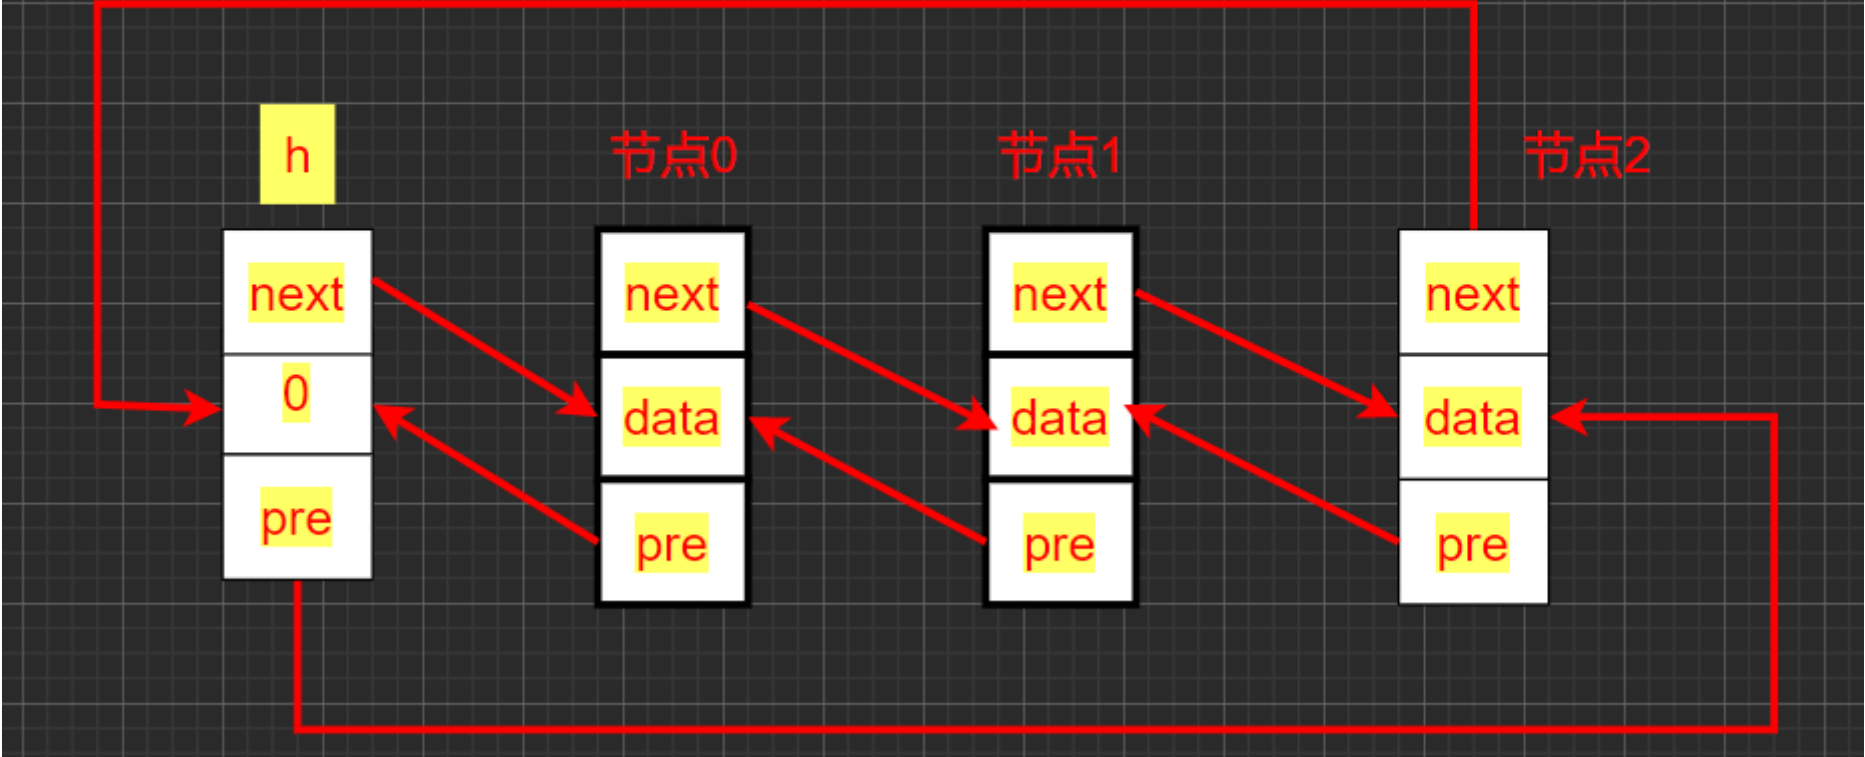 h
节点0
节点1
节点2
next
next
next
next
0
data
data
data
pre
pre
pre
pre